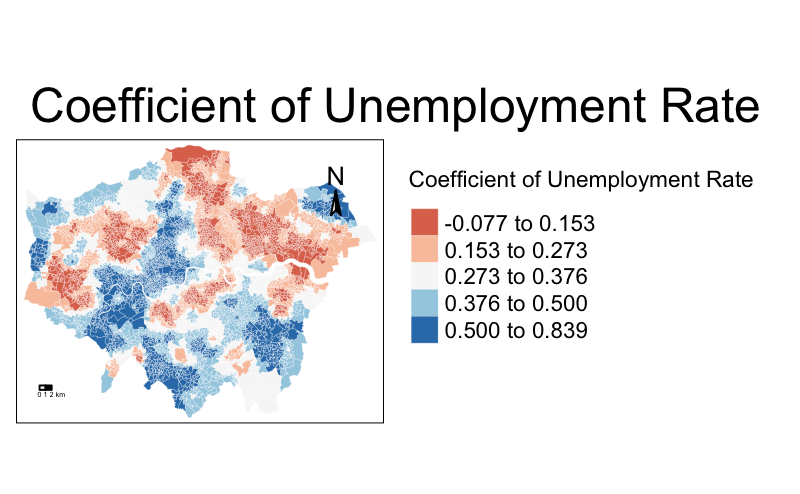 Coefficient of Unemployment Rate
N
Coefficient of Unemployment Rate
-0.077 to 0.153
0.153 to 0.273
0.273 to 0.376
0.376 to 0.500
0.500 to 0.839
0 1 2 km